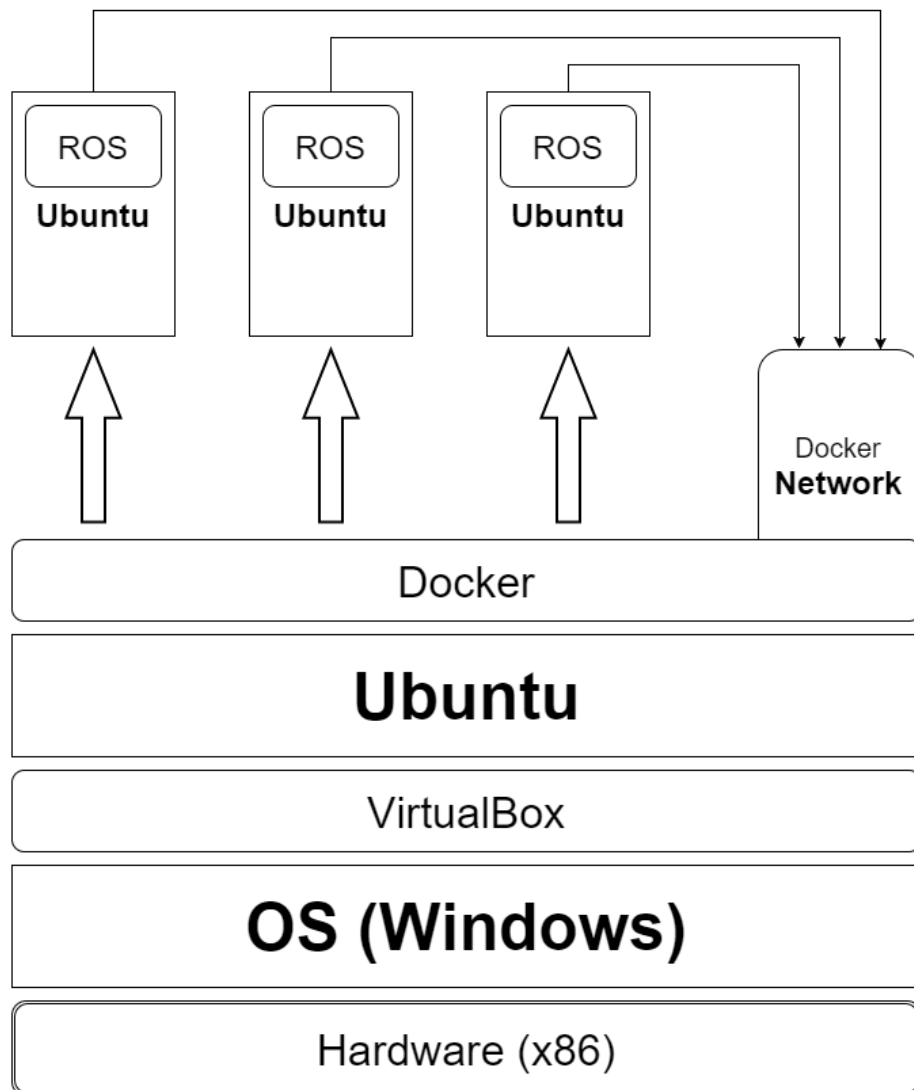 ROS
Ubuntu
ROS
Ubuntu
ROS
Ubuntu
Docker
Network
Docker
Ubuntu
VirtualBox
OS (Windows)
Hardware (x86)